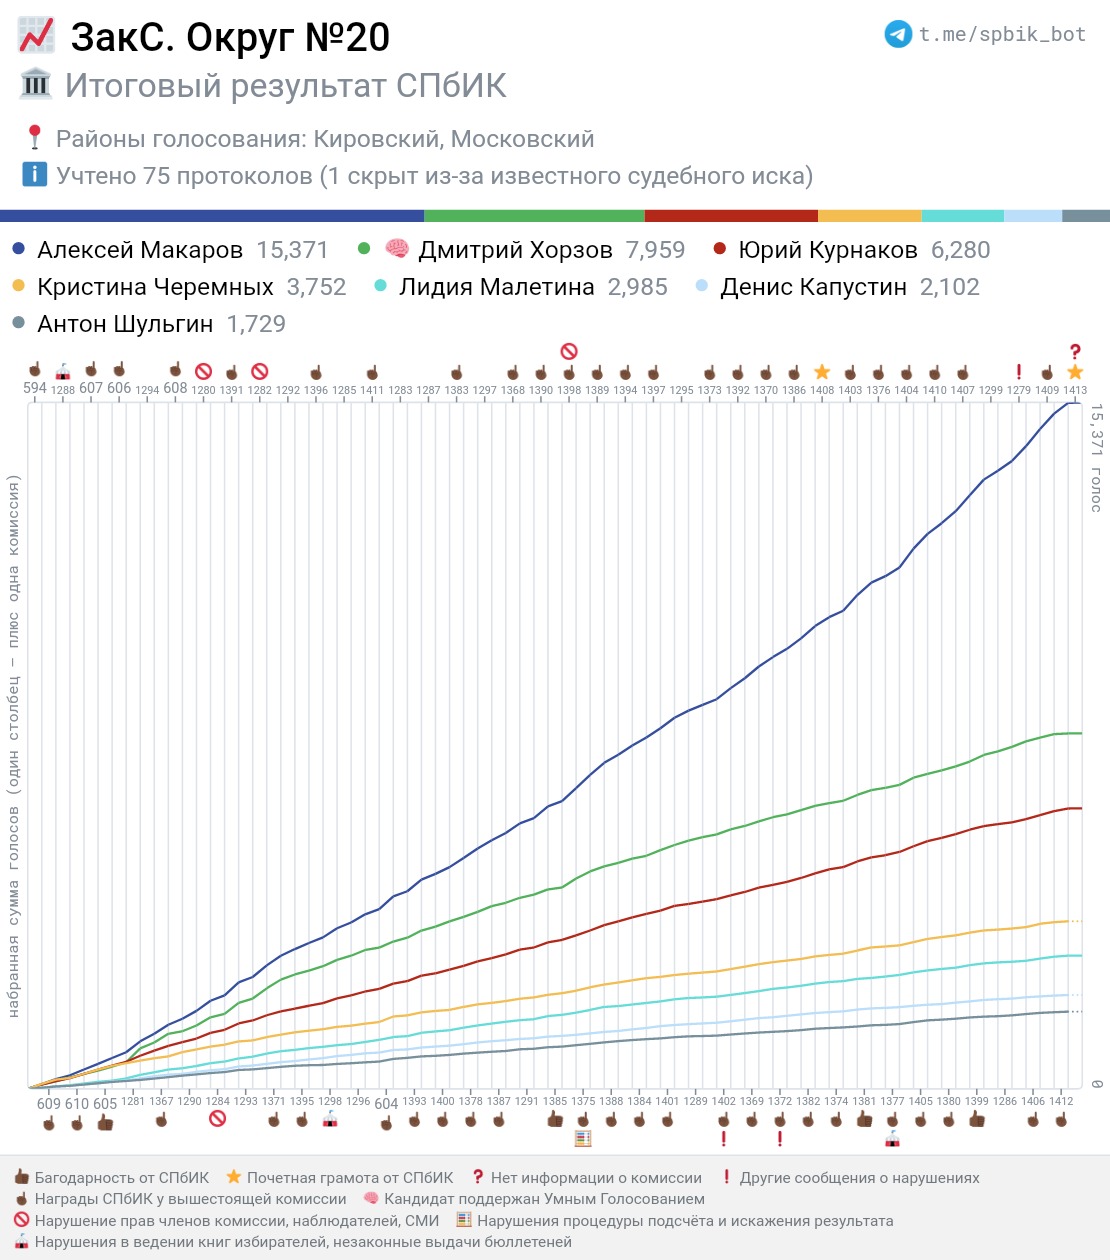 ЗакС. Округ №20
t.me/spbik_bot
Итоговый результат СПбИК
Районы голосования: Кировский, Московский
Учтено 75 протоколов (1 скрыт из-за известного судебного иска)
Алексей Макаров 15,371 Дмитрий Хорзов 7,959 Юрий Курнаков 6,280
Кристина Черемных 3,752 Лидия Малетина 2,985 Денис Капустин 2,102
Антон Шульгин 1,729
594 1288 607 606 1294 608 1280 1391 1282 1292 1396 1285 1411 1283 1287 1383 1297 1368 1390 1398 1389 1394 1397 1295 1373 1392 1370 1386 1408 1403 1376 1404 1410 1407 1299 1279 1409 1413
15,371 голос
набранная сумма голосов (один столбец — плюс одна комиссия)
0
609 610 605 1281 1367 1290 1284 1293 1371 1395 1298 1296 604 1393 1400 1378 1387 1291 1385 1375 1388 1384 1401 1289 1402 1369 1372 1382 1374 1381 1377 1405 1380 1399 1286 1406 1412
Багодарность от СПбИК Почетная грамота от СПбИК Нет информации о комиссии Другие сообщения о нарушениях
Награды СПбИК у вышестоящей комиссии Кандидат поддержан Умным Голосованием
Нарушение прав членов комиссии, наблюдателей, СМИ Нарушения процедуры подсчёта и искажения результата
Нарушения в ведении книг избирателей, незаконные выдачи бюллетеней